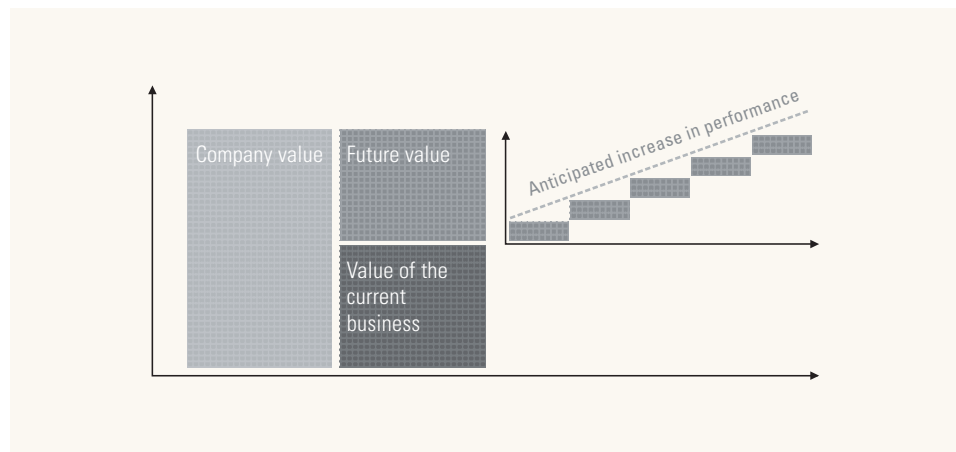 Company value
Future value
Value of the
current
business
Anticipated increase in performance